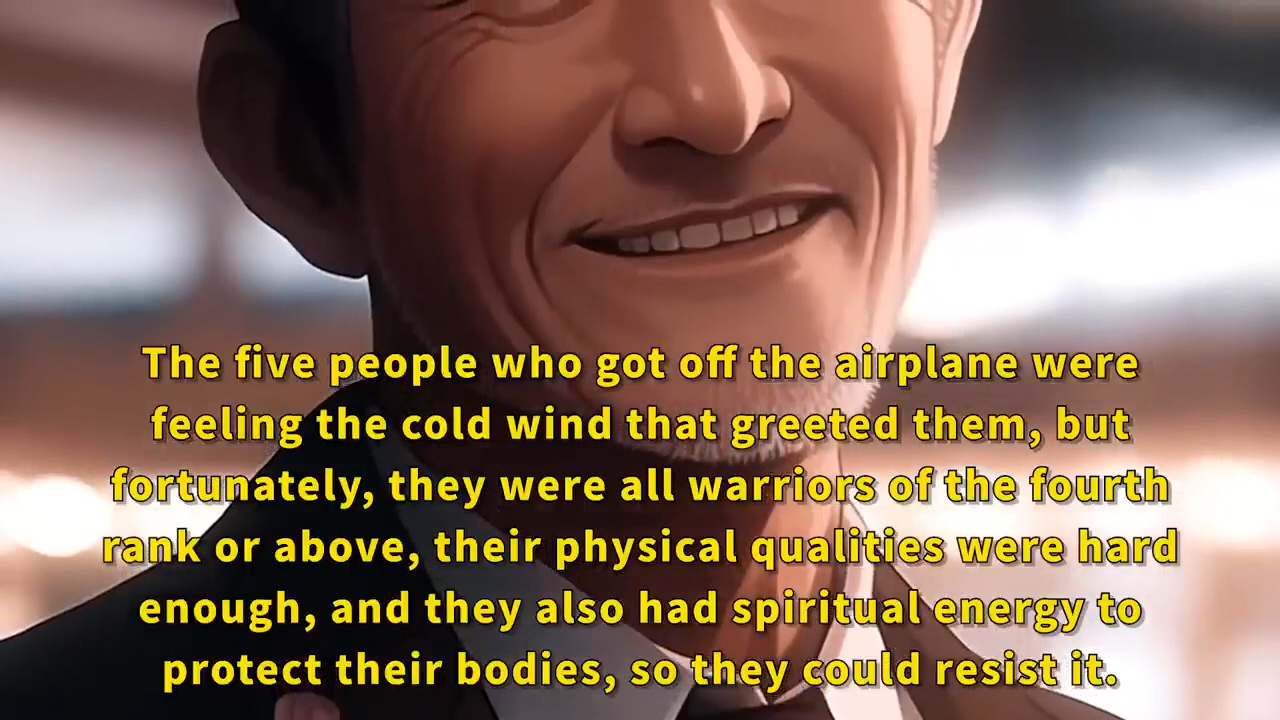 The five people who got off the airplane were
feeling the cold wind that greeted them, but
fortunately, they were all warriors of the fourth
rank or above, their physical qualities were hard
enough, and they also had spiritual energy to
protect their bodies, so they could resist it.